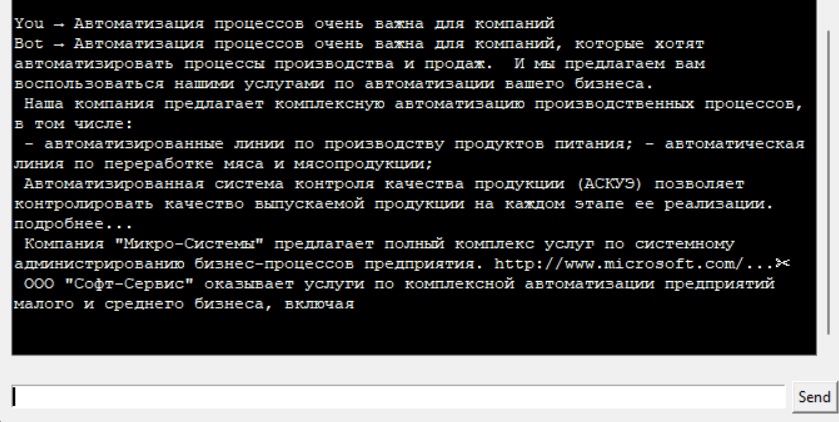 You → Автоматизация процессов очень важна для компаний
Bot → Автоматизация процессов очень важна для компаний, которые хотят
автоматизировать процессы производства и продаж.  И мы предлагаем вам
воспользоваться нашими услугами по автоматизации вашего бизнеса.
 Наша компания предлагает комплексную автоматизацию производственных процессов,
в том числе:
 - автоматизированные линии по производству продуктов питания; - автоматическая
линия по переработке мяса и мясопродукции;
 Автоматизированная система контроля качества продукции (АСКУЭ) позволяет
контролировать качество выпускаемой продукции на каждом этапе ее реализации.
подробнее...
 Компания "Микро-Системы" предлагает полный комплекс услуг по системному
администрированию бизнес-процессов предприятия. http://www.microsoft.com/...✂
 ООО "Софт-Сервис" оказывает услуги по комплексной автоматизации предприятий
малого и среднего бизнеса, включая
Send